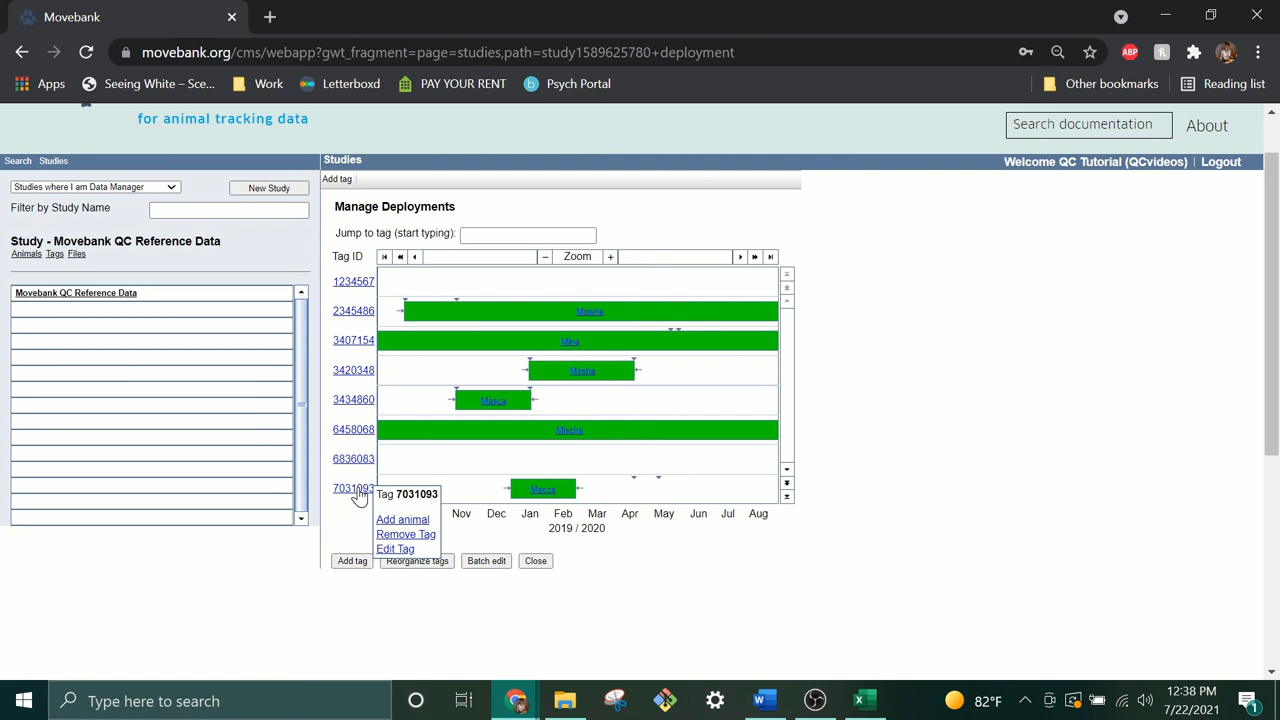 Movebank
movebank.org/cms/webapp?gwt_fragment=page=studies,path=study1589625780+deployment
ABP
Apps
Seeing White – Sce...
Work
Letterboxd
PAY YOUR RENT
Psych Portal
Other bookmarks
Reading list
for animal tracking data
Search documentation
About
Search Studies
Studies
Welcome QC Tutorial (QCvideos) | Logout
Studies where I am Data Manager
New Study
Filter by Study Name
Study - Movebank QC Reference Data
Animals Tags Files
Movebank QC Reference Data
Add tag
Manage Deployments
Jump to tag (start typing):
Tag ID
Zoom
1234567
2345486 Moishe
3407154 Mina
3420348 Masha
3434860 Masca
6458068 Mischa
6836083
7031093 Macca
Tag 7031093
Add animal
Remove Tag
Edit Tag
Nov Dec Jan Feb Mar Apr May Jun Jul Aug
2019 / 2020
Add tag Reorganize tags Batch edit Close
Type here to search
82°F
12:38 PM
7/22/2021
1